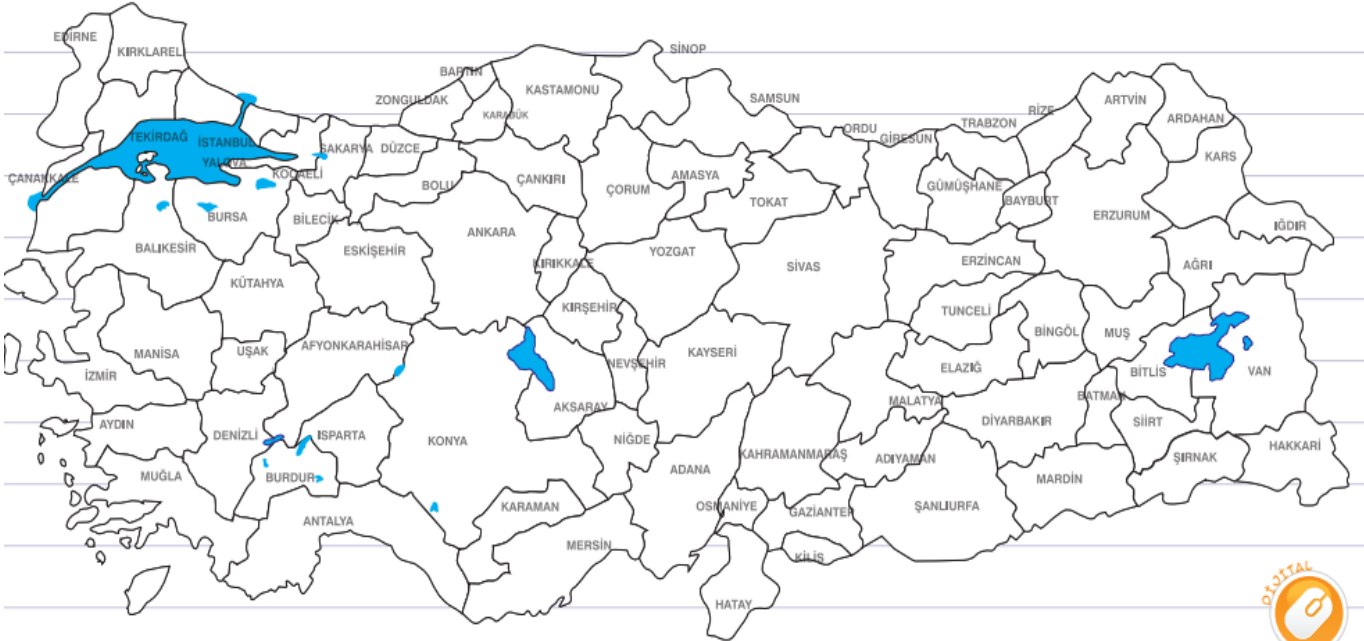 EDİRNE
KIRKLARELİ
SİNOP
BARTIN
ZONGULDAK
KASTAMONU
KARABÜK
SAMSUN
ARTVİN
RİZE
ARDAHAN
TRABZON
ORDU
GİRESUN
TEKİRDAĞ
İSTANBUL
YALOVA
SAKARYA
DÜZCE
KOCAELİ
KARS
ÇANAKKALE
BOLU
ÇANKIRI
ÇORUM
AMASYA
TOKAT
GÜMÜŞHANE
BAYBURT
ERZURUM
IĞDIR
BURSA
BİLECİK
ANKARA
BALIKESİR
ESKİŞEHİR
KIRIKKALE
YOZGAT
SİVAS
ERZİNCAN
AĞRI
KÜTAHYA
KIRŞEHİR
TUNCELİ
BİNGÖL
MUŞ
MANİSA
UŞAK
AFYONKARAHİSAR
NEVŞEHİR
KAYSERİ
ELAZIĞ
BİTLİS
VAN
İZMİR
AKSARAY
MALATYA
BATMAN
AYDIN
DENİZLİ
ISPARTA
KONYA
NİĞDE
DİYARBAKIR
SİİRT
HAKKARİ
MUĞLA
BURDUR
ADANA
KAHRAMANMARAŞ
ADIYAMAN
ŞIRNAK
MARDİN
ANTALYA
KARAMAN
OSMANİYE
GAZİANTEP
ŞANLIURFA
MERSİN
KİLİS
HATAY
DİJİTAL